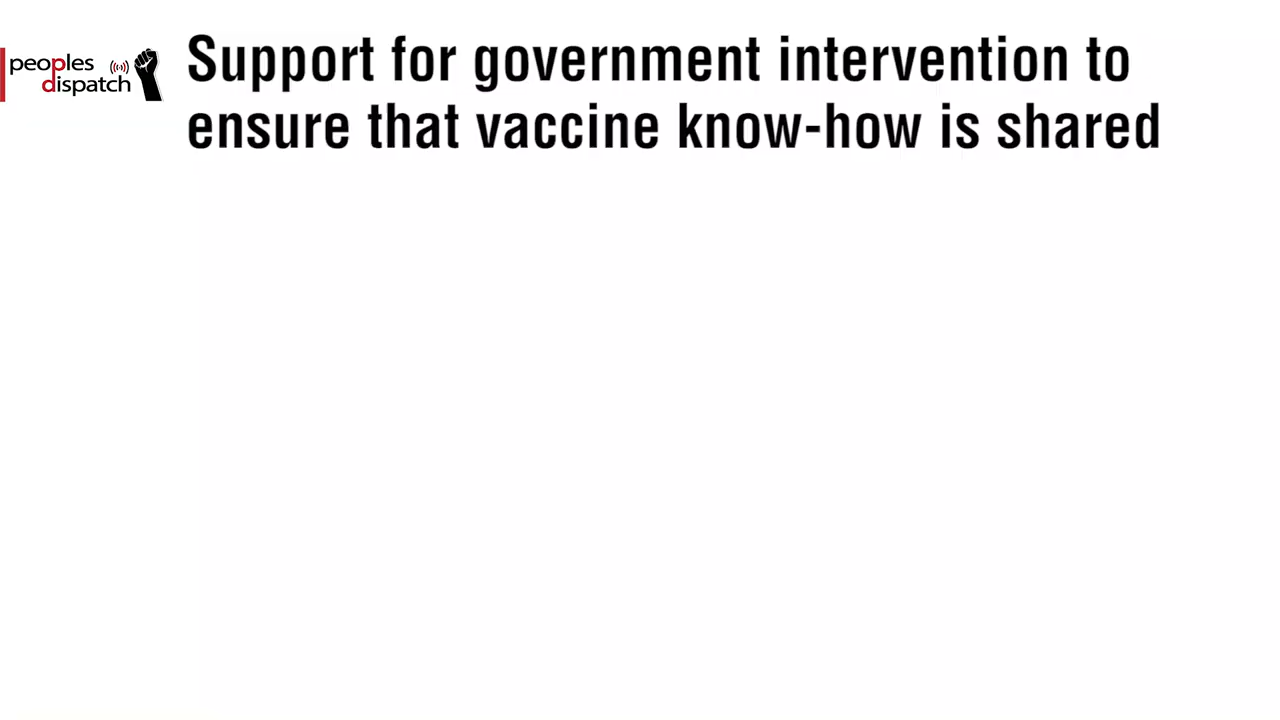 peoples
dispatch
Support for government intervention to
ensure that vaccine know-how is shared